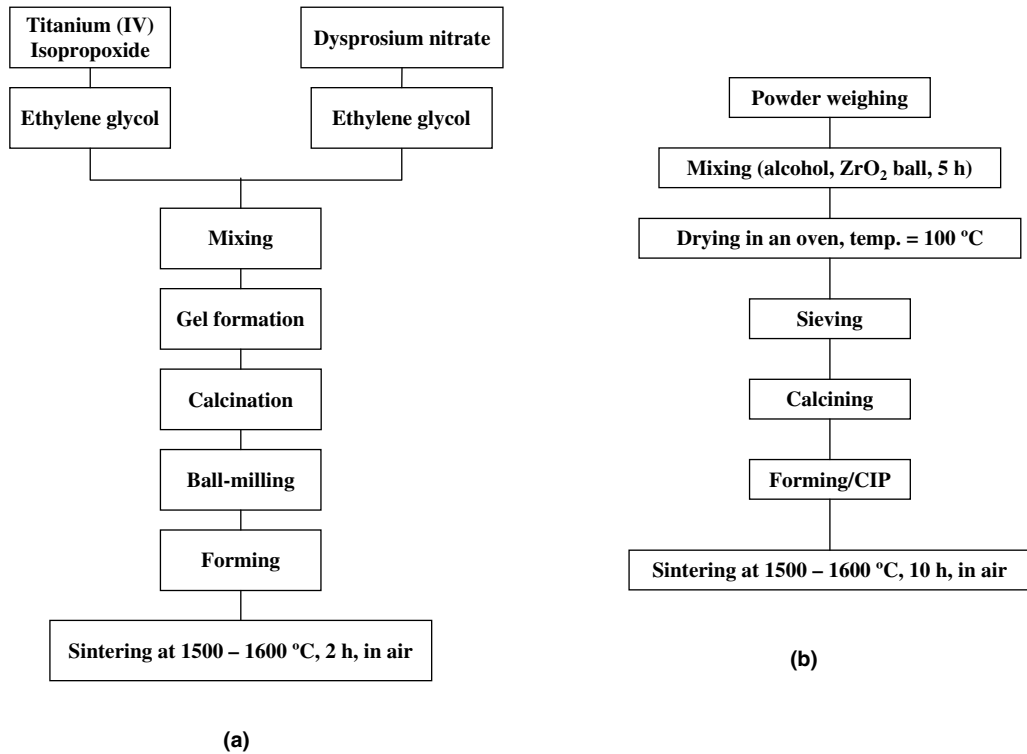 Titanium (IV)
Isopropoxide
Dysprosium nitrate
Ethylene glycol
Ethylene glycol
Mixing
Gel formation
Calcination
Ball-milling
Forming
Sintering at 1500 – 1600 ºC, 2 h, in air
(a)
Powder weighing
Mixing (alcohol, ZrO₂ ball, 5 h)
Drying in an oven, temp. = 100 ºC
Sieving
Calcining
Forming/CIP
Sintering at 1500 – 1600 ºC, 10 h, in air
(b)